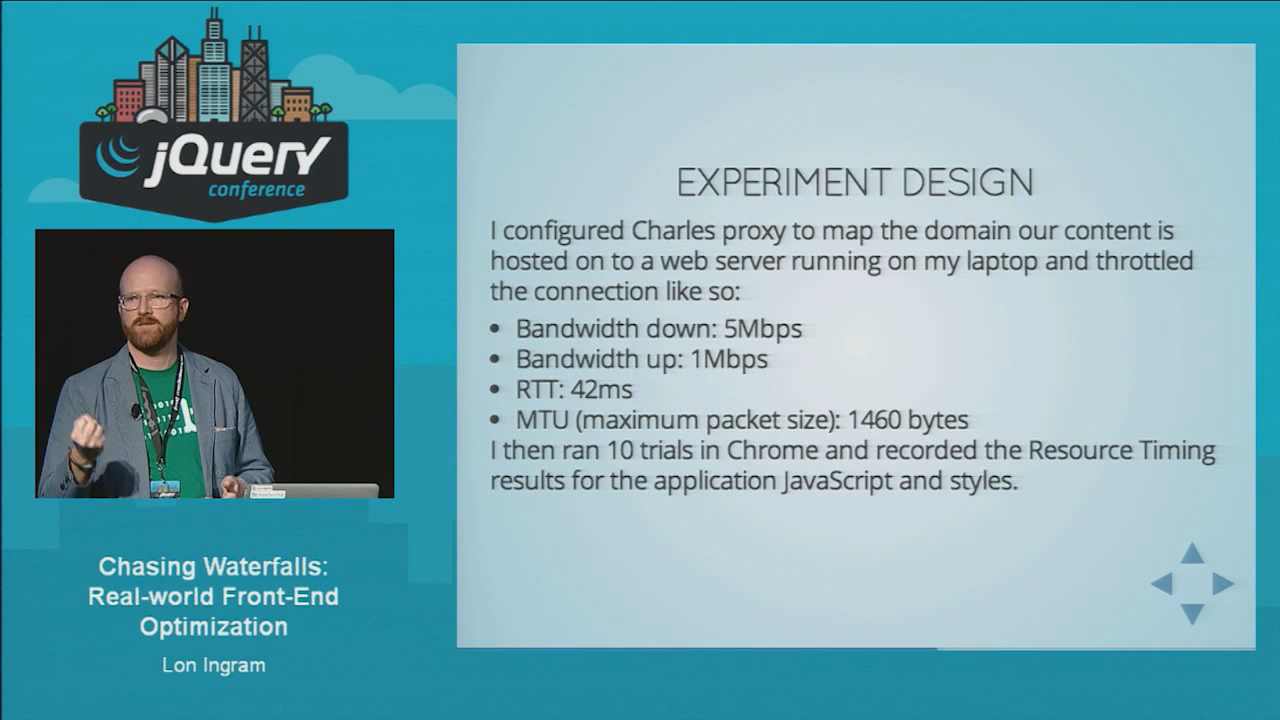 jQuery
conference
EXPERIMENT DESIGN
I configured Charles proxy to map the domain our content is
hosted on to a web server running on my laptop and throttled
the connection like so:
• Bandwidth down: 5Mbps
• Bandwidth up: 1Mbps
• RTT: 42ms
• MTU (maximum packet size): 1460 bytes
I then ran 10 trials in Chrome and recorded the Resource Timing
results for the application JavaScript and styles.
Chasing Waterfalls:
Real-world Front-End
Optimization
Lon Ingram